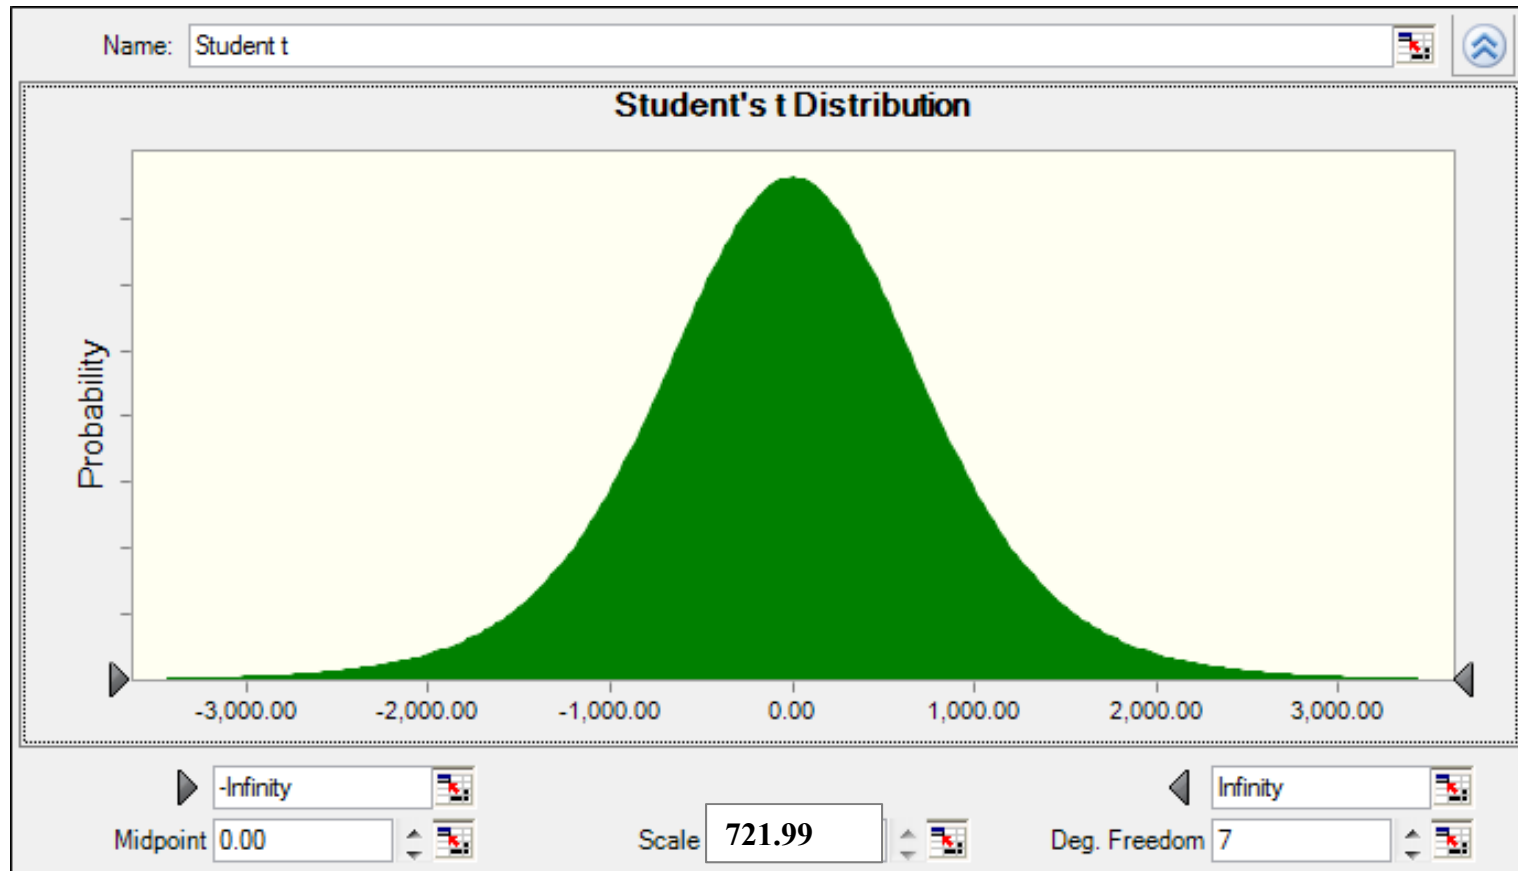 Name: Student t
Student's t Distribution
Probability
-3,000.00 -2,000.00 -1,000.00 0.00 1,000.00 2,000.00 3,000.00
-Infinity Infinity
Midpoint 0.00 Scale 721.99 Deg. Freedom 7